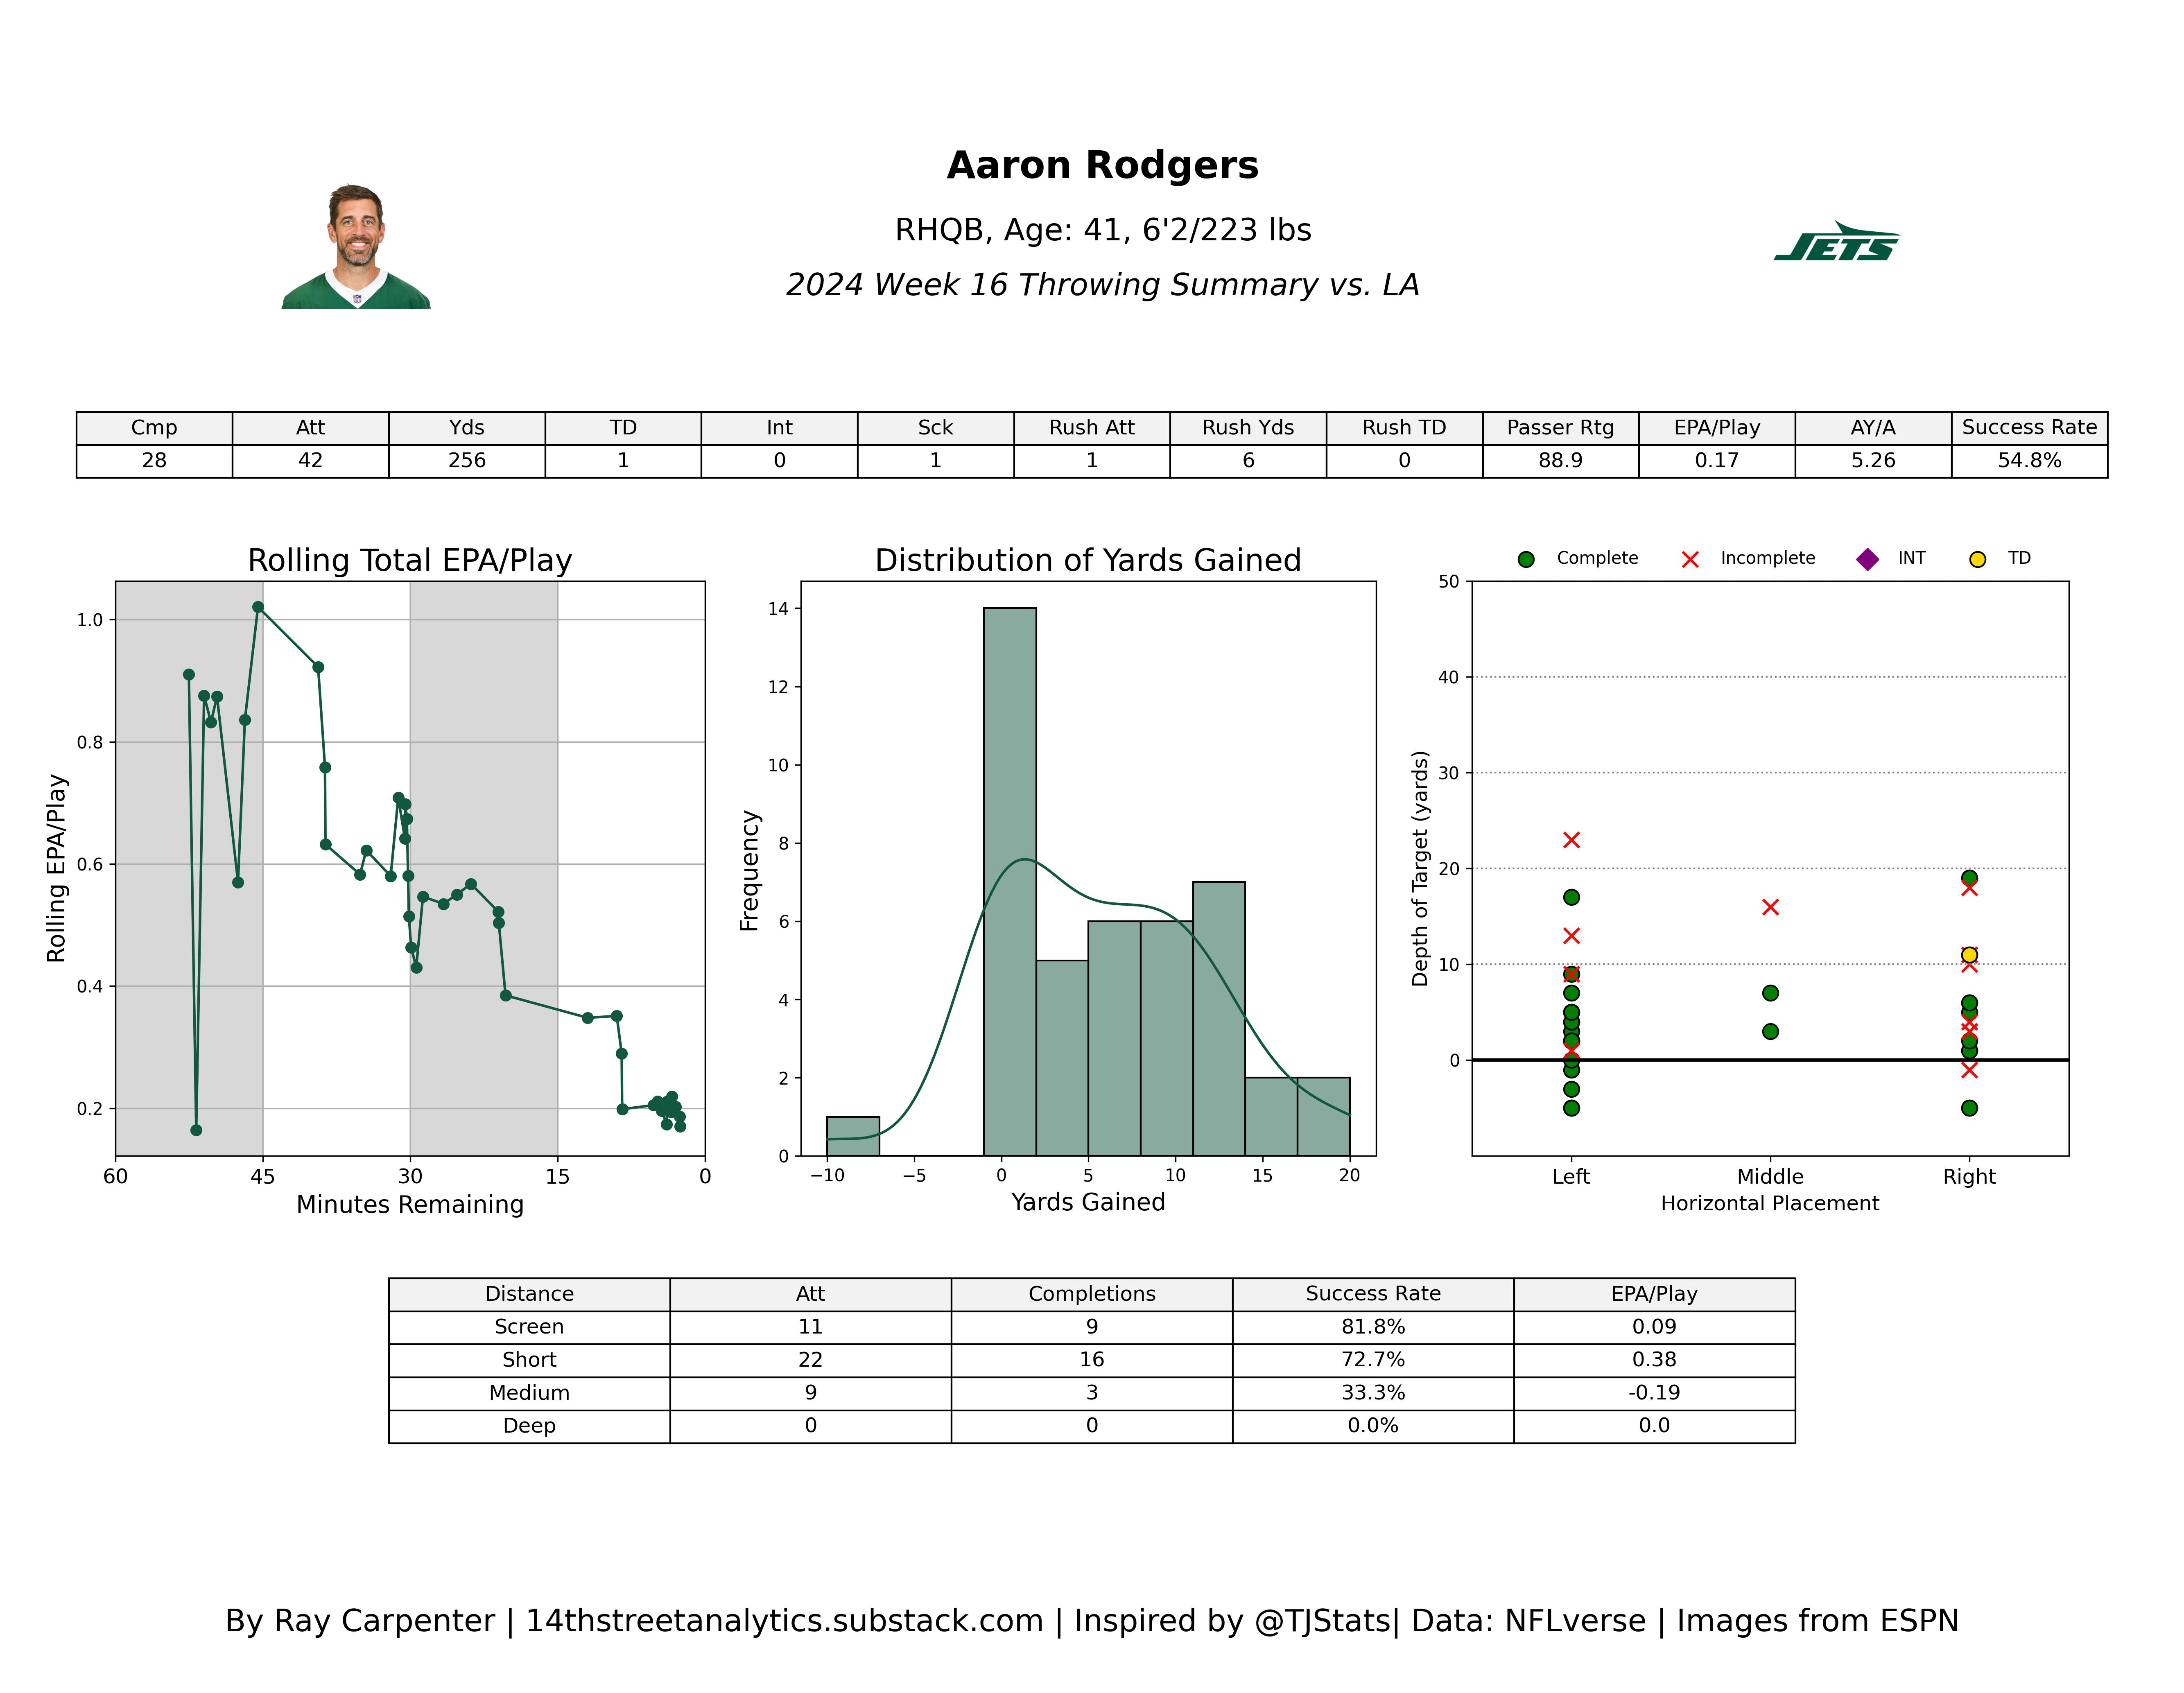 Aaron Rodgers
RHQB, Age: 41, 6'2/223 lbs
2024 Week 16 Throwing Summary vs. LA
JETS
Cmp Att Yds TD Int Sck Rush Att Rush Yds Rush TD Passer Rtg EPA/Play AY/A Success Rate
28 42 256 1 0 1 1 6 0 88.9 0.17 5.26 54.8%
Rolling Total EPA/Play
1.0
0.8
0.6
0.4
0.2
Rolling EPA/Play
60 45 30 15 0
Minutes Remaining
Distribution of Yards Gained
14
12
10
8
6
4
2
0
Frequency
−10 −5 0 5 10 15 20
Yards Gained
Complete Incomplete INT TD
50
40
30
20
10
0
Depth of Target (yards)
Left Middle Right
Horizontal Placement
Distance Att Completions Success Rate EPA/Play
Screen 11 9 81.8% 0.09
Short 22 16 72.7% 0.38
Medium 9 3 33.3% -0.19
Deep 0 0 0.0% 0.0
By Ray Carpenter | 14thstreetanalytics.substack.com | Inspired by @TJStats| Data: NFLverse | Images from ESPN